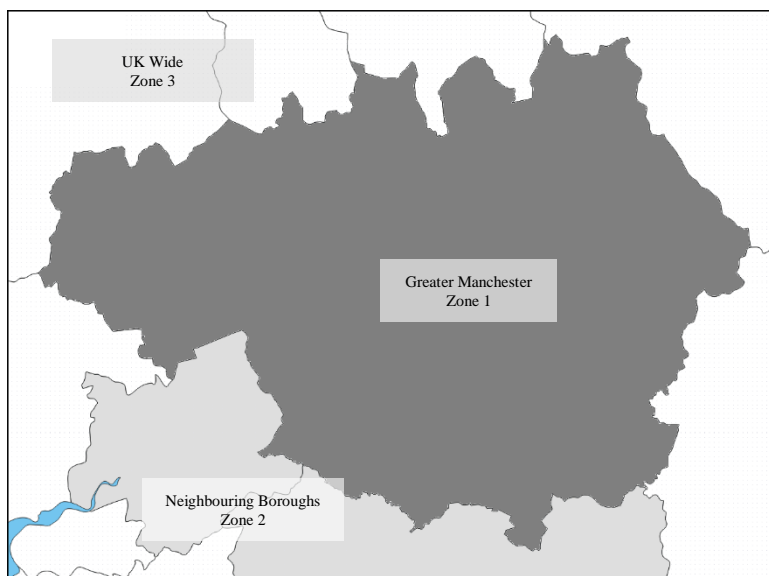 UK Wide
Zone 3
Greater Manchester
Zone 1
Neighbouring Boroughs
Zone 2